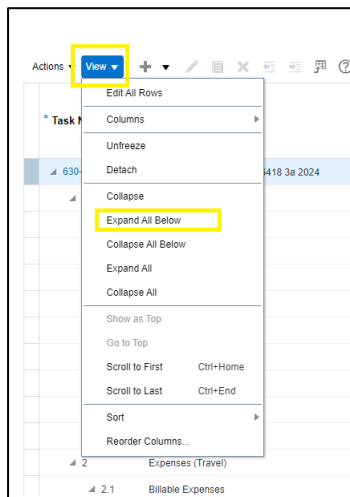 Actions View
Edit All Rows
* Task
Columns
Unfreeze
Detach
630- 418 3a 2024
Collapse
Expand All Below
Collapse All Below
Expand All
Collapse All
Show as Top
Go to Top
Scroll to First Ctrl+Home
Scroll to Last Ctrl+End
Sort
Reorder Columns...
2 Expenses (Travel)
2.1 Billable Expenses